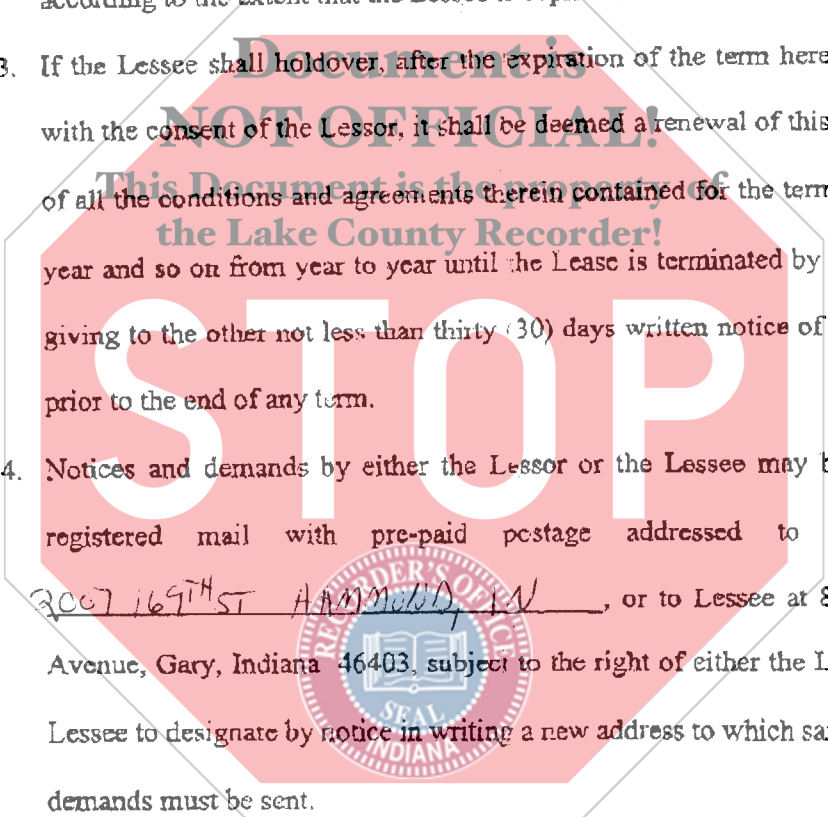 according to the extent that the Lessee is
3. If the Lessee shall holdover, after the expiration of the term here
with the consent of the Lessor, it shall be deemed a renewal of this
of all the conditions and agreements therein contained for the term
year and so on from year to year until the Lease is terminated by
giving to the other not less than thirty (30) days written notice of
prior to the end of any term.
4. Notices and demands by either the Lessor or the Lessee may b
registered mail with pre-paid postage addressed to
169TH ST HAMMOND, IN, or to Lessee at 8
Avenue, Gary, Indiana 46403, subject to the right of either the L
Lessee to designate by notice in writing a new address to which sa
demands must be sent.
Document is
NOT OFFICIAL!
This Document is the property of
the Lake County Recorder!
STOP
RECORDER'S OFFICE
SEAL
INDIANA